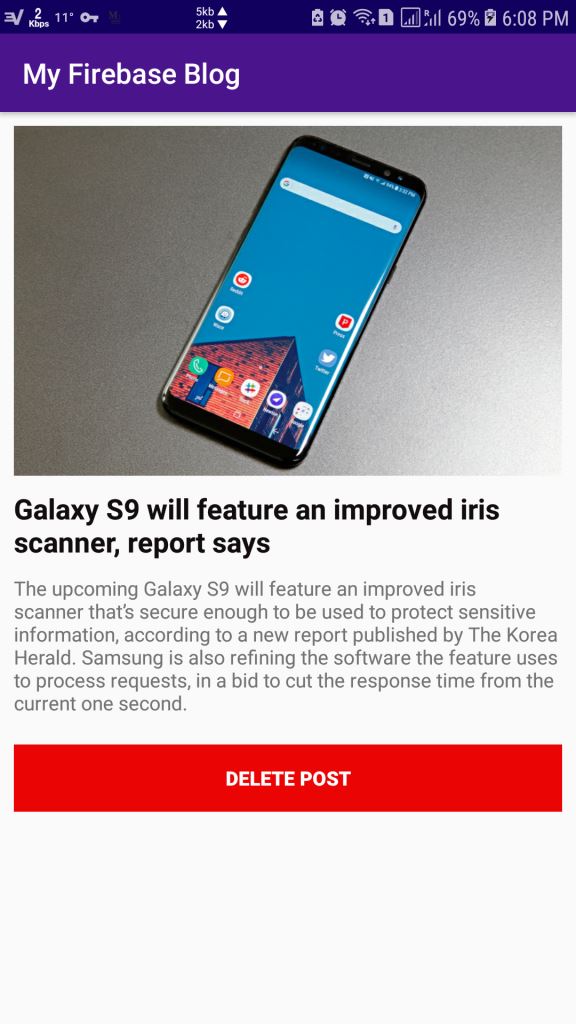 2
Kbps
11°
5kb
2kb
1
R
69%
6:08 PM
My Firebase Blog
Reddit
Waze
Twitter
Phone
Galaxy S9 will feature an improved iris
scanner, report says
The upcoming Galaxy S9 will feature an improved iris
scanner that’s secure enough to be used to protect sensitive
information, according to a new report published by The Korea
Herald. Samsung is also refining the software the feature uses
to process requests, in a bid to cut the response time from the
current one second.
DELETE POST